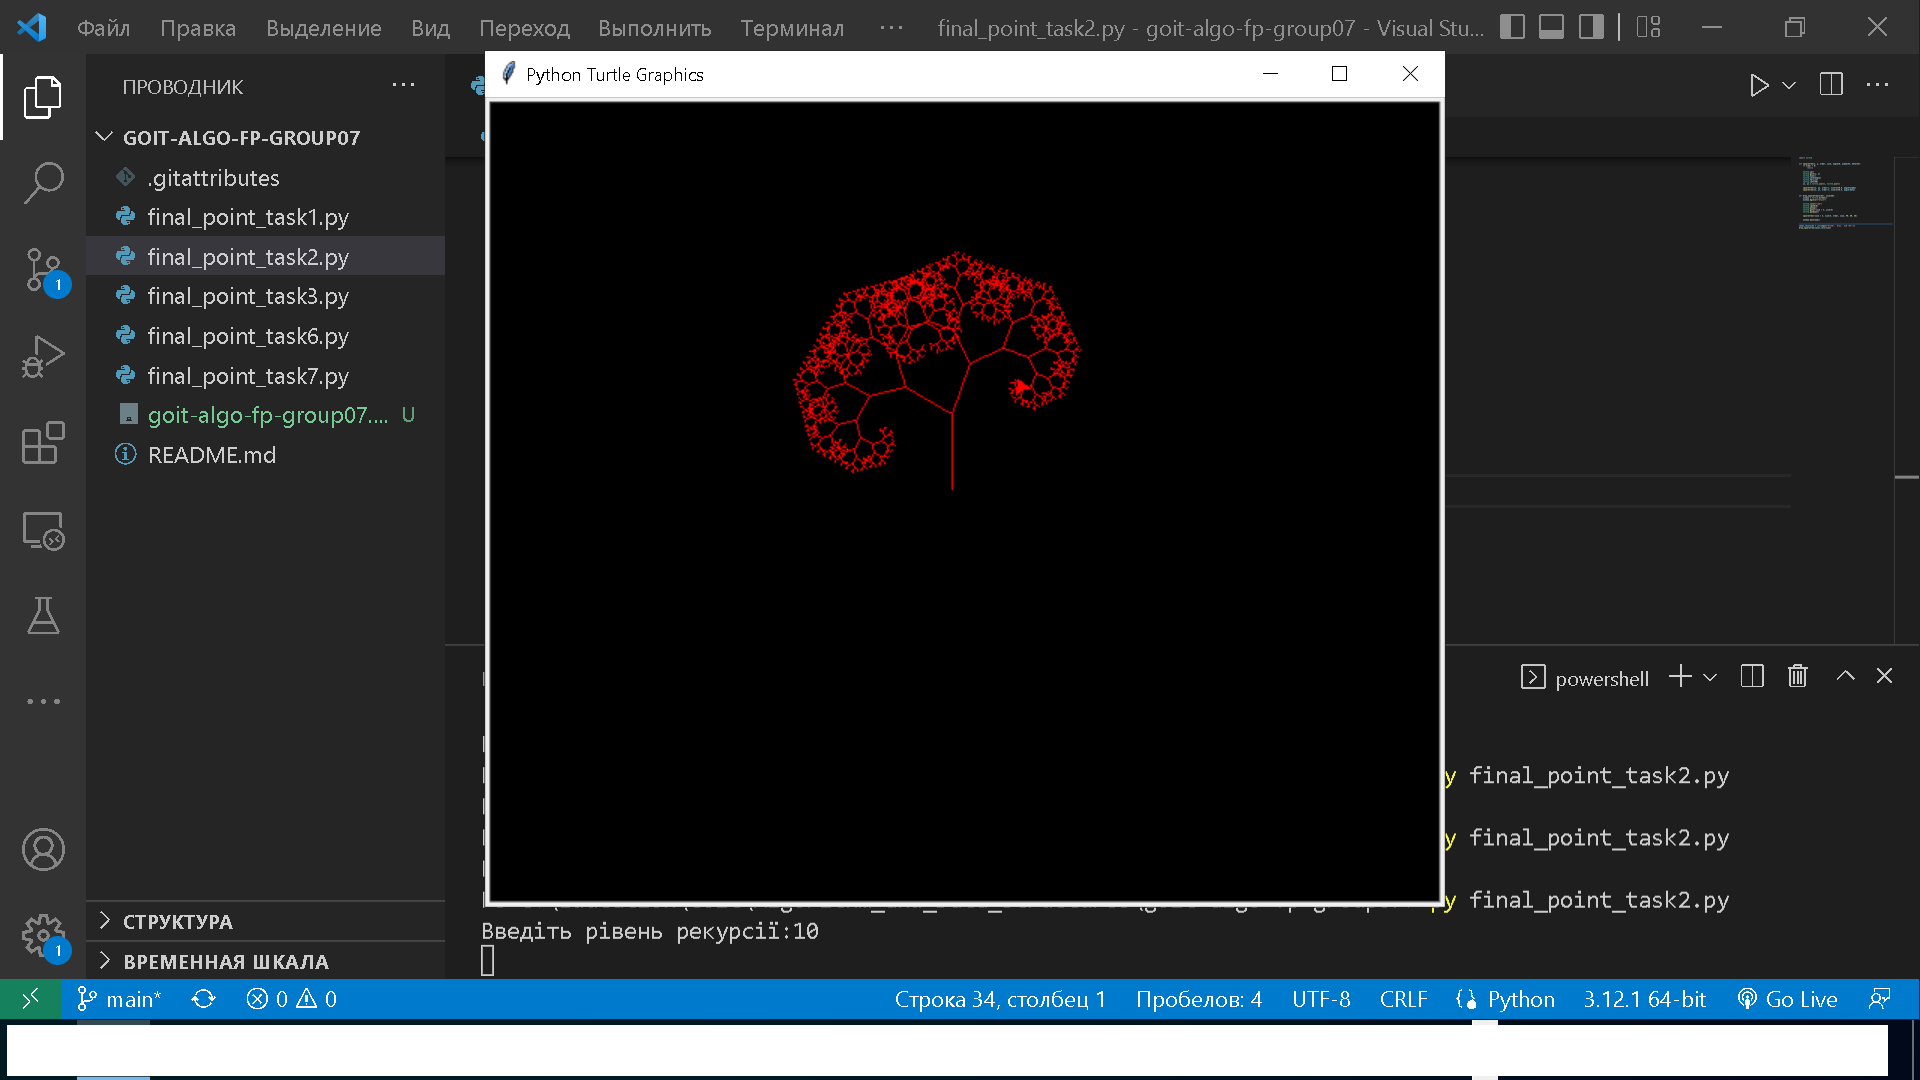 Файл Правка Выделение Вид Переход Выполнить Терминал ··· final_point_task2.py - goit-algo-fp-group07 - Visual Stu...
Python Turtle Graphics
ПРОВОДНИК
GOIT-ALGO-FP-GROUP07
.gitattributes
final_point_task1.py
final_point_task2.py
final_point_task3.py
final_point_task6.py
final_point_task7.py
goit-algo-fp-group07.... U
README.md
1
1
СТРУКТУРА
ВРЕМЕННАЯ ШКАЛА
powershell
y final_point_task2.py
y final_point_task2.py
y final_point_task2.py
Введіть рівень рекурсії:10
main* 0 0 Строка 34, столбец 1 Пробелов: 4 UTF-8 CRLF Python 3.12.1 64-bit Go Live